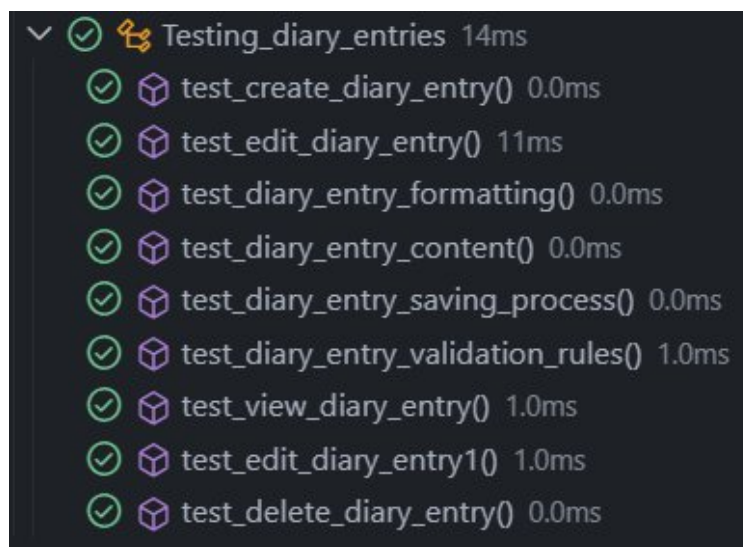 Testing_diary_entries 14ms
test_create_diary_entry() 0.0ms
test_edit_diary_entry() 11ms
test_diary_entry_formatting() 0.0ms
test_diary_entry_content() 0.0ms
test_diary_entry_saving_process() 0.0ms
test_diary_entry_validation_rules() 1.0ms
test_view_diary_entry() 1.0ms
test_edit_diary_entry1() 1.0ms
test_delete_diary_entry() 0.0ms